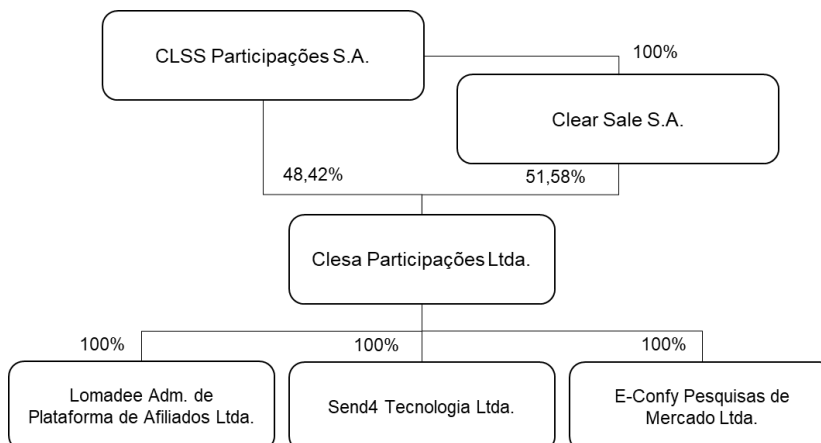 CLSS Participações S.A.
100%
Clear Sale S.A.
48,42%
51,58%
Clesa Participações Ltda.
100%
100%
100%
Lomadee Adm. de
Plataforma de Afiliados Ltda.
Send4 Tecnologia Ltda.
E-Confy Pesquisas de
Mercado Ltda.